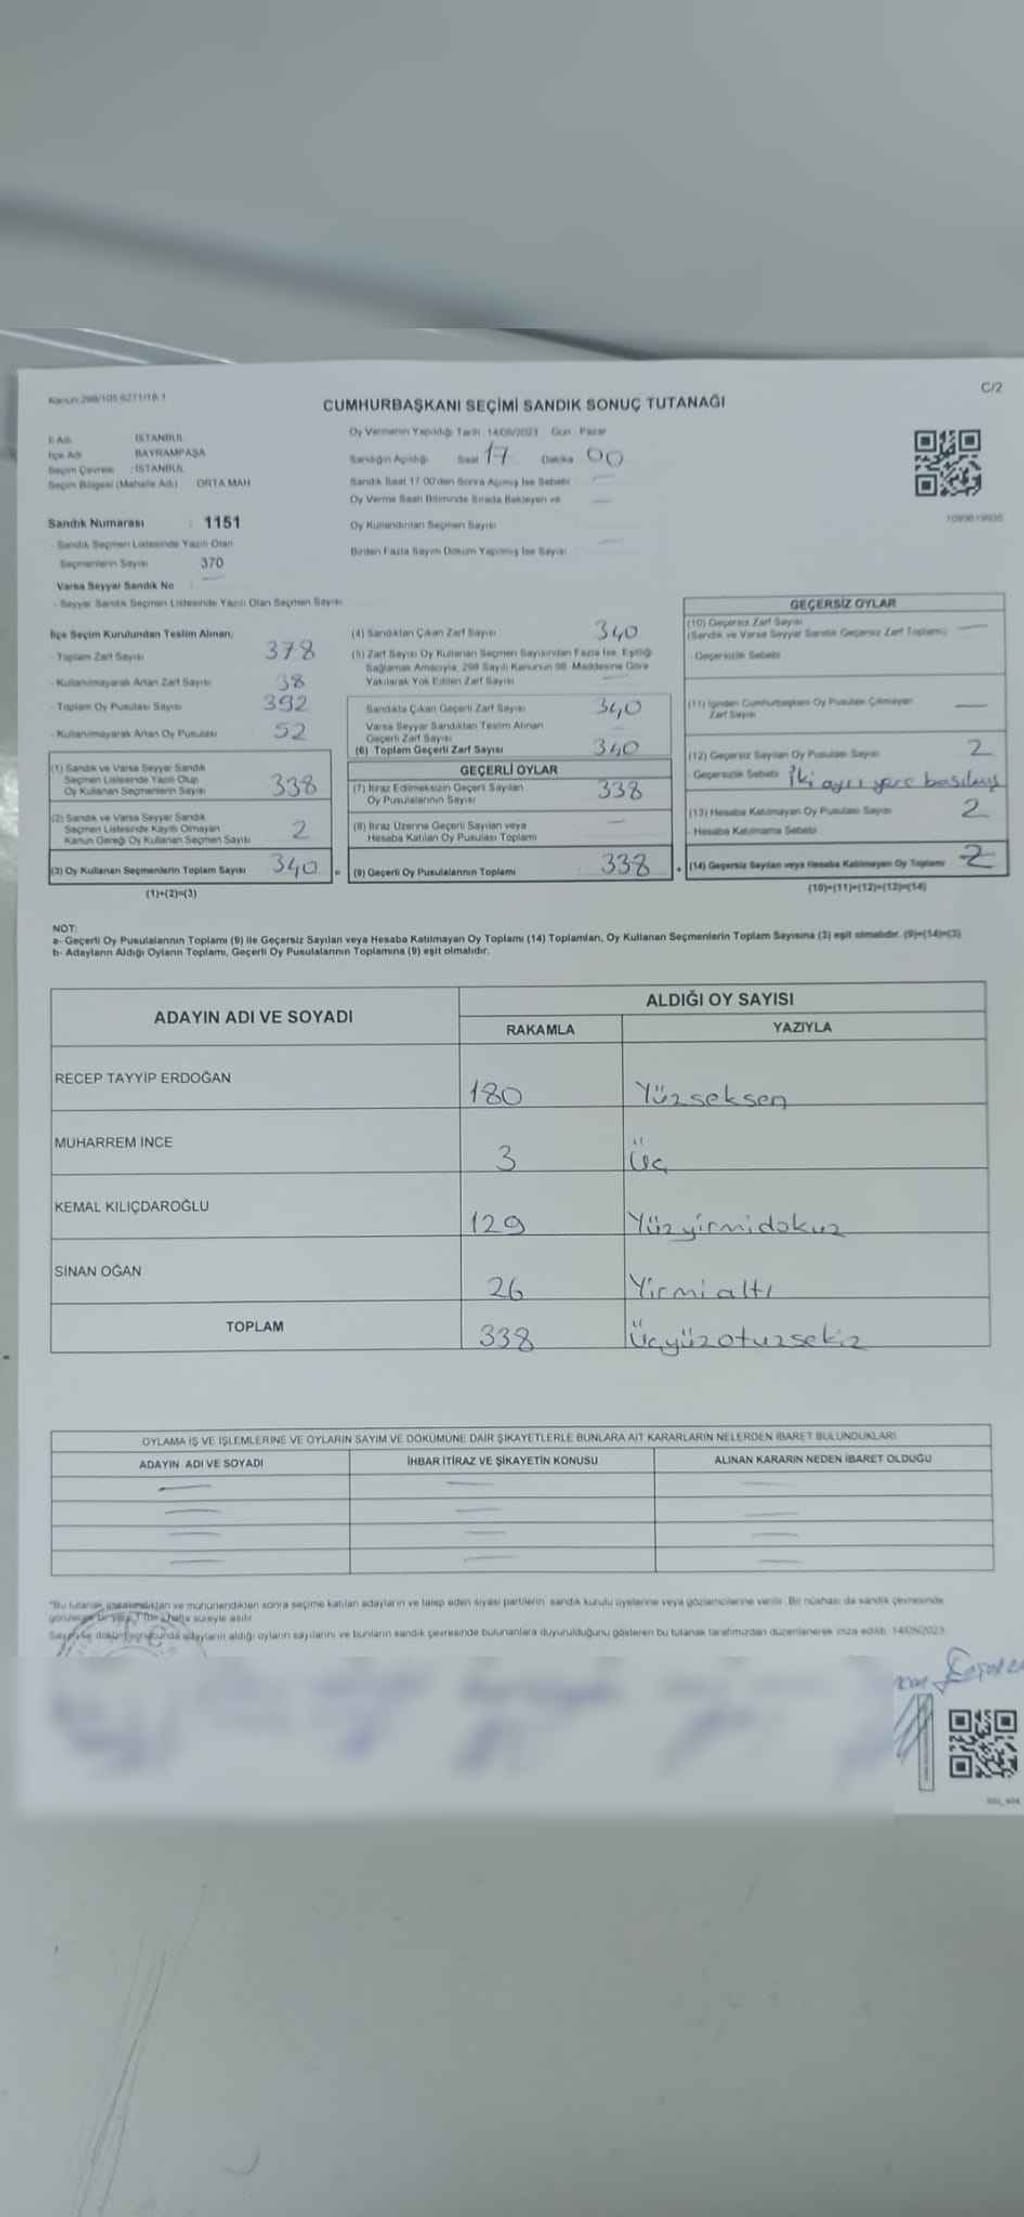 Kanun:298/105 6271/18.1
C/2
CUMHURBAŞKANI SEÇİMİ SANDIK SONUÇ TUTANAĞI
İl Adı İSTANBUL
İlçe Adı BAYRAMPAŞA
Seçim Çevresi : İSTANBUL
Seçim Bölgesi (Mahalle Adı) ORTA MAH
Sandık Numarası : 1151
- Sandık Seçmen Listesinde Yazılı Olan
Seçmenlerin Sayısı 370
Varsa Seyyar Sandık No :
- Seyyar Sandık Seçmen Listesinde Yazılı Olan Seçmen Sayısı
Oy Vermenin Yapıldığı Tarih : 14/05/2023 Gün : Pazar
Sandığın Açıldığı Saat 17 Dakika 00
Sandık Saat 17:00'den Sonra Açılmış İse Sebebi
Oy Verme Saati Bitiminde Sırada Bekleyen ve
Oy Kullandırılan Seçmen Sayısı
Birden Fazla Sayım Döküm Yapılmış İse Sayısı
İlçe Seçim Kurulundan Teslim Alınan;
- Toplam Zarf Sayısı 378
- Kullanılmayarak Artan Zarf Sayısı 38
- Toplam Oy Pusulası Sayısı 392
- Kullanılmayarak Artan Oy Pusulası 52
(1) Sandık ve Varsa Seyyar Sandık
Seçmen Listesinde Yazılı Olup
Oy Kullanan Seçmenlerin Sayısı 338
(2) Sandık ve Varsa Seyyar Sandık
Seçmen Listesinde Kayıtlı Olmayan
Kanun Gereği Oy Kullanan Seçmen Sayısı 2
(3) Oy Kullanan Seçmenlerin Toplam Sayısı 340 =
(1)+(2)=(3)
(4) Sandıktan Çıkan Zarf Sayısı 340
(5) Zarf Sayısı Oy Kullanan Seçmen Sayısından Fazla İse, Eşitliği
Sağlamak Amacıyla, 298 Sayılı Kanunun 98. Maddesine Göre
Yakılarak Yok Edilen Zarf Sayısı
Sandıkta Çıkan Geçerli Zarf Sayısı 340
Varsa Seyyar Sandıktan Teslim Alınan
Geçerli Zarf Sayısı
(6) Toplam Geçerli Zarf Sayısı 340
GEÇERLİ OYLAR
(7) İtiraz Edilmeksizin Geçerli Sayılan
Oy Pusulalarının Sayısı 338
(8) İtiraz Üzerine Geçerli Sayılan veya
Hesaba Katılan Oy Pusulası Toplamı
(9) Geçerli Oy Pusulalarının Toplamı 338 +
GEÇERSİZ OYLAR
(10) Geçersiz Zarf Sayısı
(Sandık ve Varsa Seyyar Sandık Geçersiz Zarf Toplamı)
- Geçersizlik Sebebi
(11) İçinden Cumhurbaşkanı Oy Pusulası Çıkmayan
Zarf Sayısı
(12) Geçersiz Sayılan Oy Pusulası Sayısı 2
- Geçersizlik Sebebi İki ayrı yere basılmış
(13) Hesaba Katılmayan Oy Pusulası Sayısı 2
- Hesaba Katılmama Sebebi
(14) Geçersiz Sayılan veya Hesaba Katılmayan Oy Toplamı 2
(10)+(11)+(12)+(13)=(14)
NOT:
a- Geçerli Oy Pusulalarının Toplamı (9) ile Geçersiz Sayılan veya Hesaba Katılmayan Oy Toplamı (14) Toplamları, Oy Kullanan Seçmenlerin Toplam Sayısına (3) eşit olmalıdır. (9)+(14)=(3)
b- Adayların Aldığı Oyların Toplamı, Geçerli Oy Pusulalarının Toplamına (9) eşit olmalıdır.
ADAYIN ADI VE SOYADI
ALDIĞI OY SAYISI
RAKAMLA YAZIYLA
RECEP TAYYİP ERDOĞAN 180 Yüzseksen
MUHARREM İNCE 3 Üç
KEMAL KILIÇDAROĞLU 129 Yüzyirmidokuz
SİNAN OĞAN 26 Yirmialtı
TOPLAM 338 Üçyüzotuzsekiz
OYLAMA İŞ VE İŞLEMLERİNE VE OYLARIN SAYIM VE DÖKÜMÜNE DAİR ŞİKAYETLERLE BUNLARA AİT KARARLARIN NELERDEN İBARET BULUNDUKLARI
ADAYIN ADI VE SOYADI İHBAR İTİRAZ VE ŞİKAYETİN KONUSU ALINAN KARARIN NEDEN İBARET OLDUĞU
"Bu tutanak imzalandıktan ve mühürlendikten sonra seçime katılan adayların ve talep eden siyasi partilerin sandık kurulu üyelerine veya gözlemcilerine verilir. Bir nüshası da sandık çevresinde
görülecek bir yere 1 (bir) hafta süreyle asılır
Sayım ve döküm sonucunda adayların aldığı oyların sayılarını ve bunların sandık çevresinde bulunanlara duyurulduğunu gösteren bu tutanak tarafımızdan düzenlenerek imza edildi. 14/05/2023